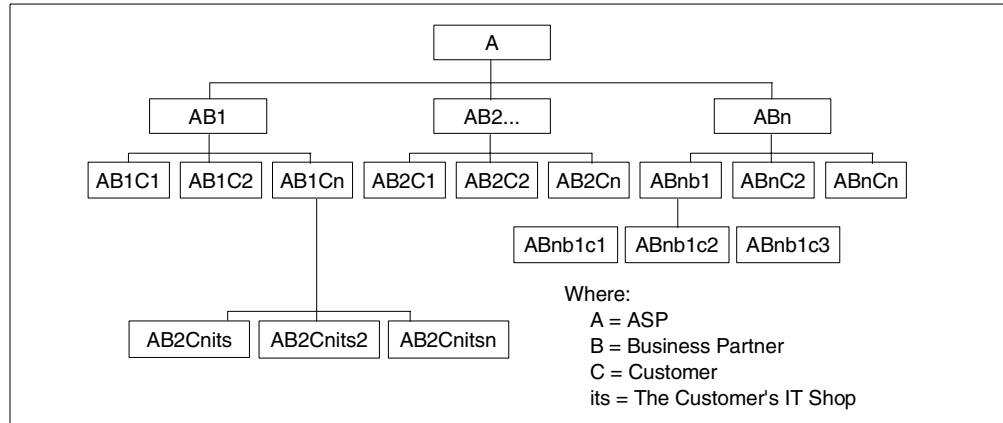 A
AB1 AB2... ABn
AB1C1 AB1C2 AB1Cn AB2C1 AB2C2 AB2Cn ABnb1 ABnC2 ABnCn
ABnb1c1 ABnb1c2 ABnb1c3
Where:
A = ASP
AB2Cnits AB2Cnits2 AB2Cnitsn
B = Business Partner
C = Customer
its = The Customer's IT Shop